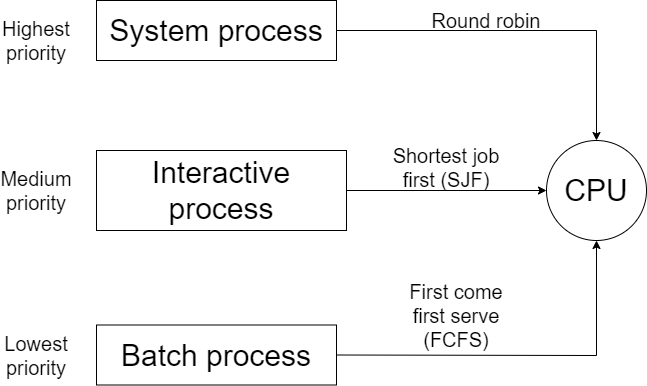 Highest
priority
System process
Round robin
Medium
priority
Interactive
process
Shortest job
first (SJF)
CPU
Lowest
priority
Batch process
First come
first serve
(FCFS)